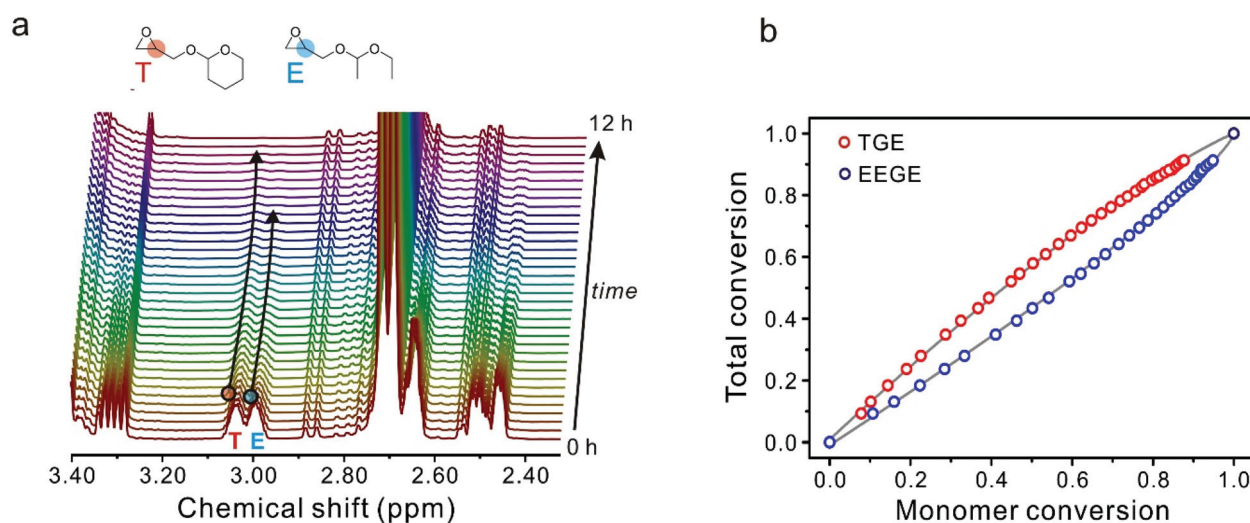 a
O
O
O
T
O
O
O
E
12 h
time
T E
0 h
3.40 3.20 3.00 2.80 2.60 2.40
Chemical shift (ppm)
b
TGE
EEGE
1.0
0.8
0.6
0.4
0.2
0.0
Total conversion
0.0 0.2 0.4 0.6 0.8 1.0
Monomer conversion